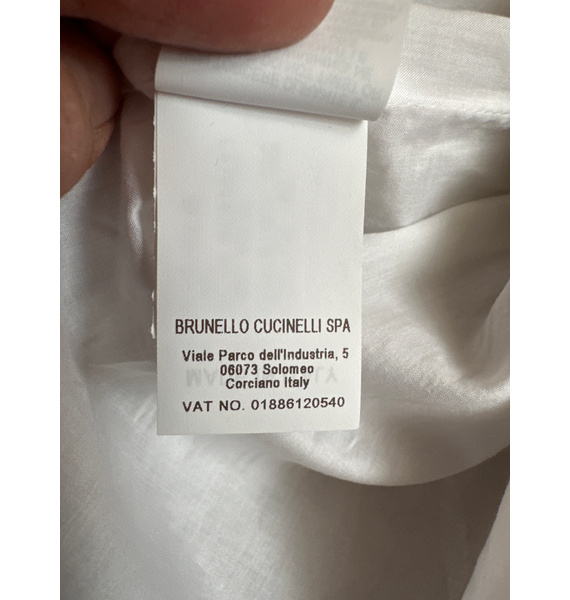 BRUNELLO CUCINELLI SPA
Viale Parco dell'Industria, 5
06073 Solomeo
Corciano Italy
VAT NO. 01886120540